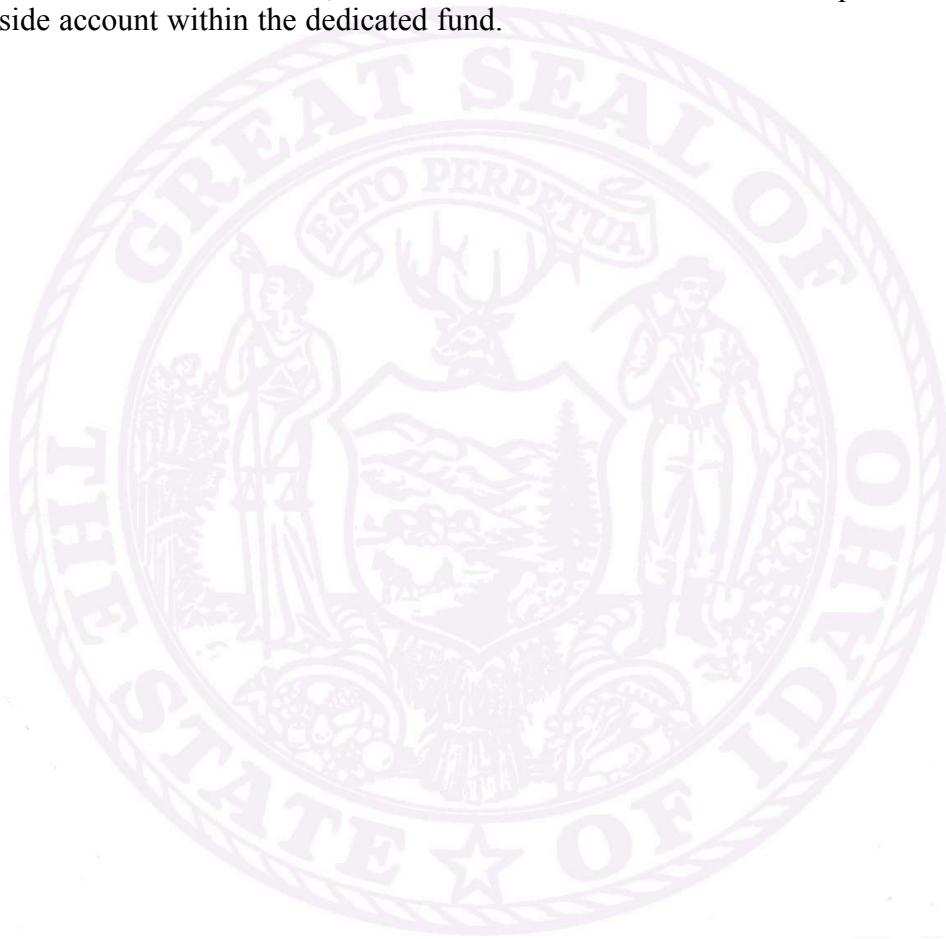 side account within the dedicated fund.
GREAT SEAL OF
ESTO PERPETUA
THE STATE ★ OF IDAHO